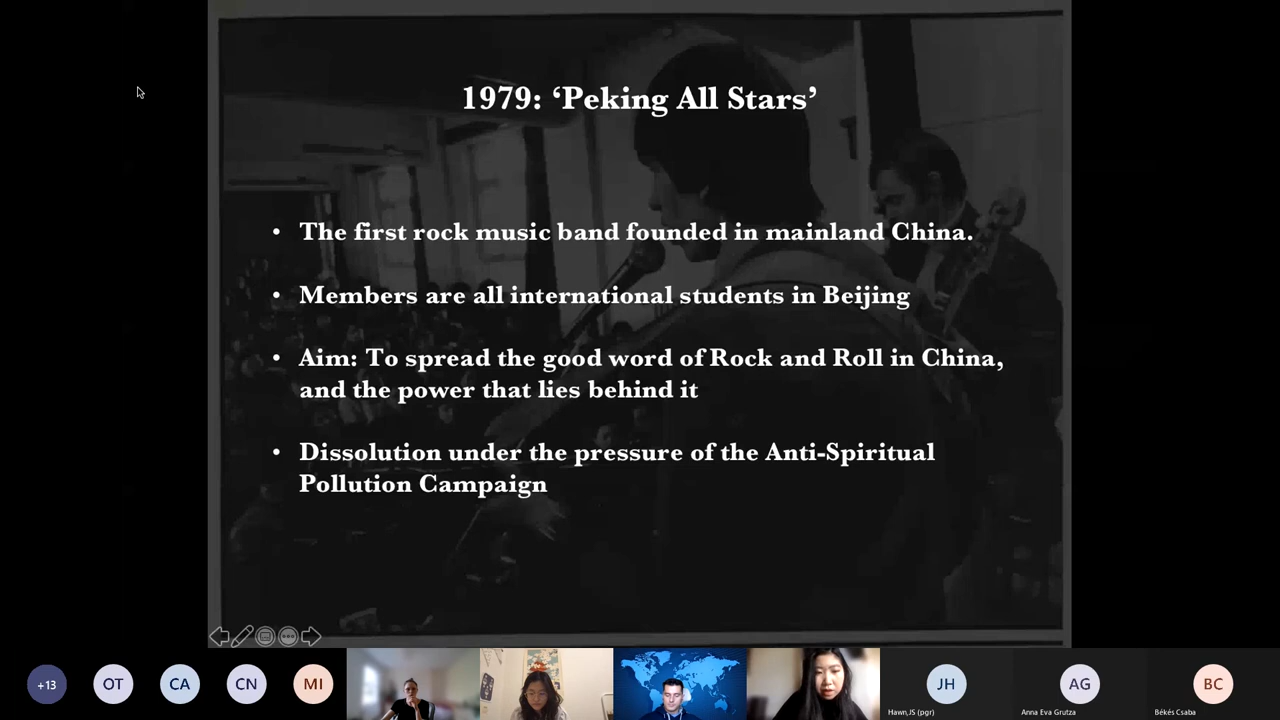 1979: ‘Peking All Stars’
• The first rock music band founded in mainland China.
• Members are all international students in Beijing
• Aim: To spread the good word of Rock and Roll in China,
and the power that lies behind it
• Dissolution under the pressure of the Anti-Spiritual
Pollution Campaign
+13
OT
CA
CN
MI
JH
AG
BC
Hawn,JS (pgr)
Anna Eva Grutza
Békés Csaba